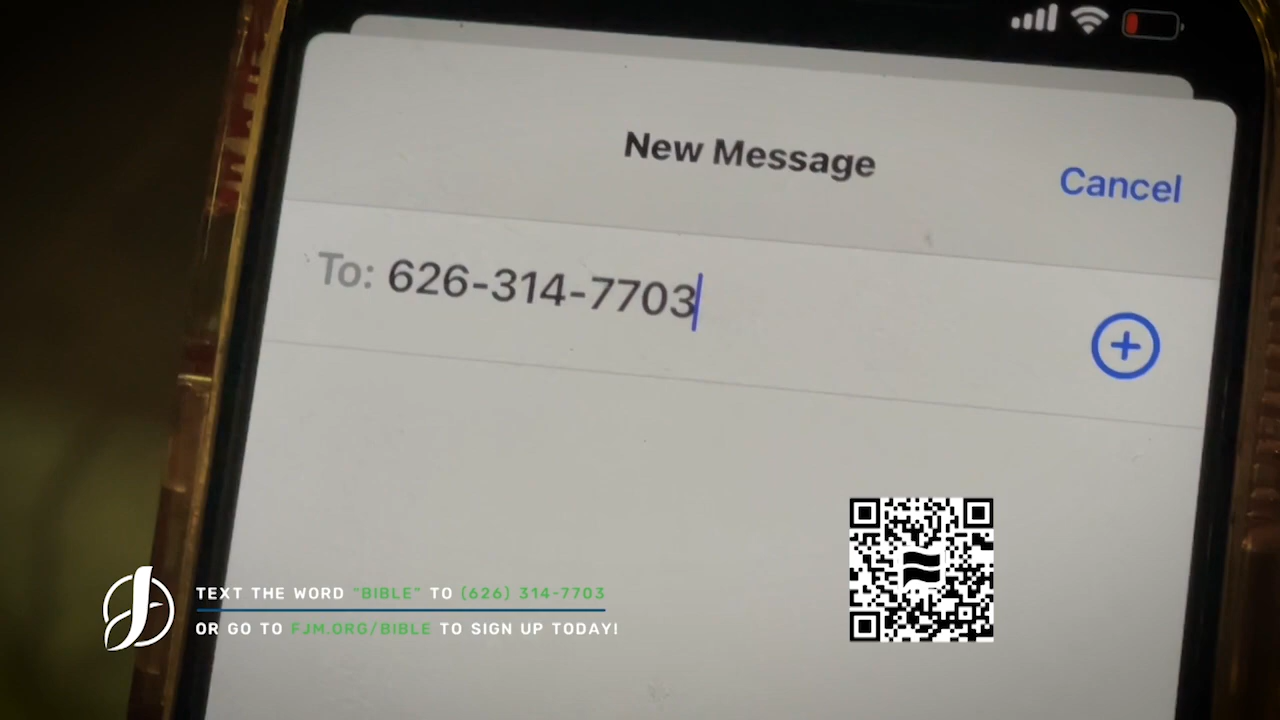 New Message
Cancel
To: 626-314-7703
TEXT THE WORD "BIBLE" TO (626) 314-7703
OR GO TO FJM.ORG/BIBLE TO SIGN UP TODAY!